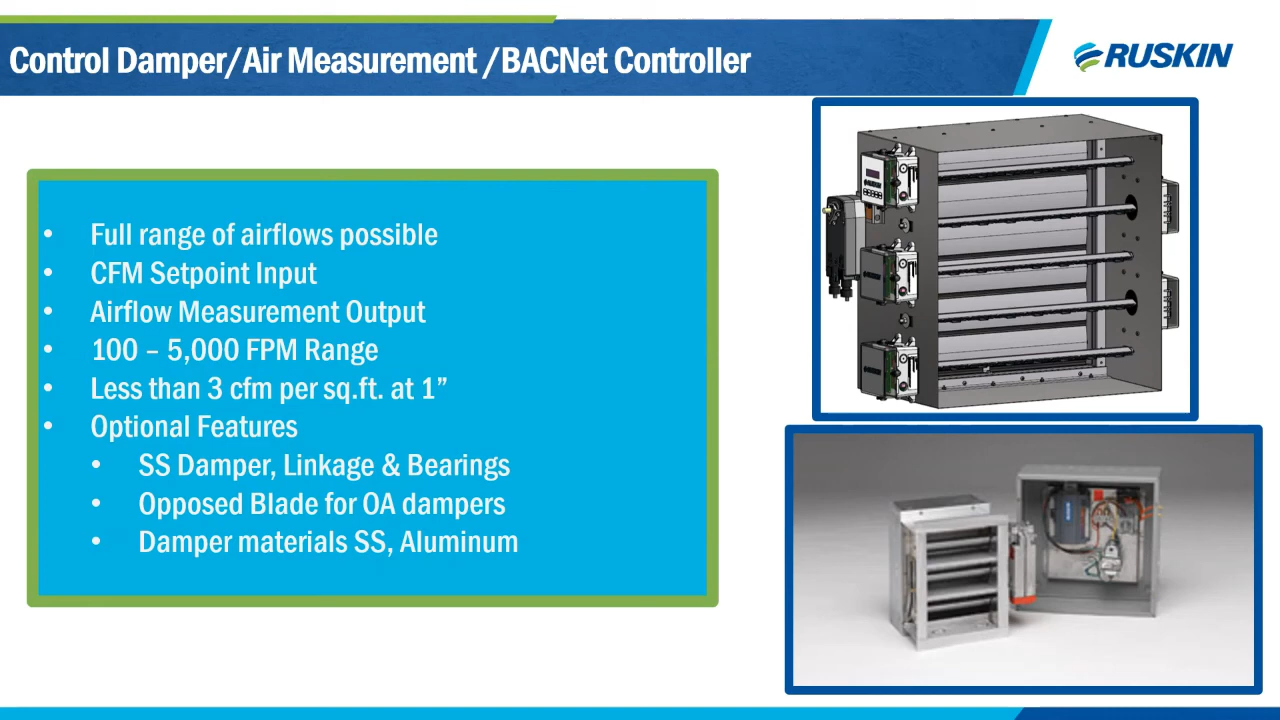 Control Damper/Air Measurement /BACNet Controller
RUSKIN
• Full range of airflows possible
• CFM Setpoint Input
• Airflow Measurement Output
• 100 – 5,000 FPM Range
• Less than 3 cfm per sq.ft. at 1”
• Optional Features
• SS Damper, Linkage & Bearings
• Opposed Blade for OA dampers
• Damper materials SS, Aluminum